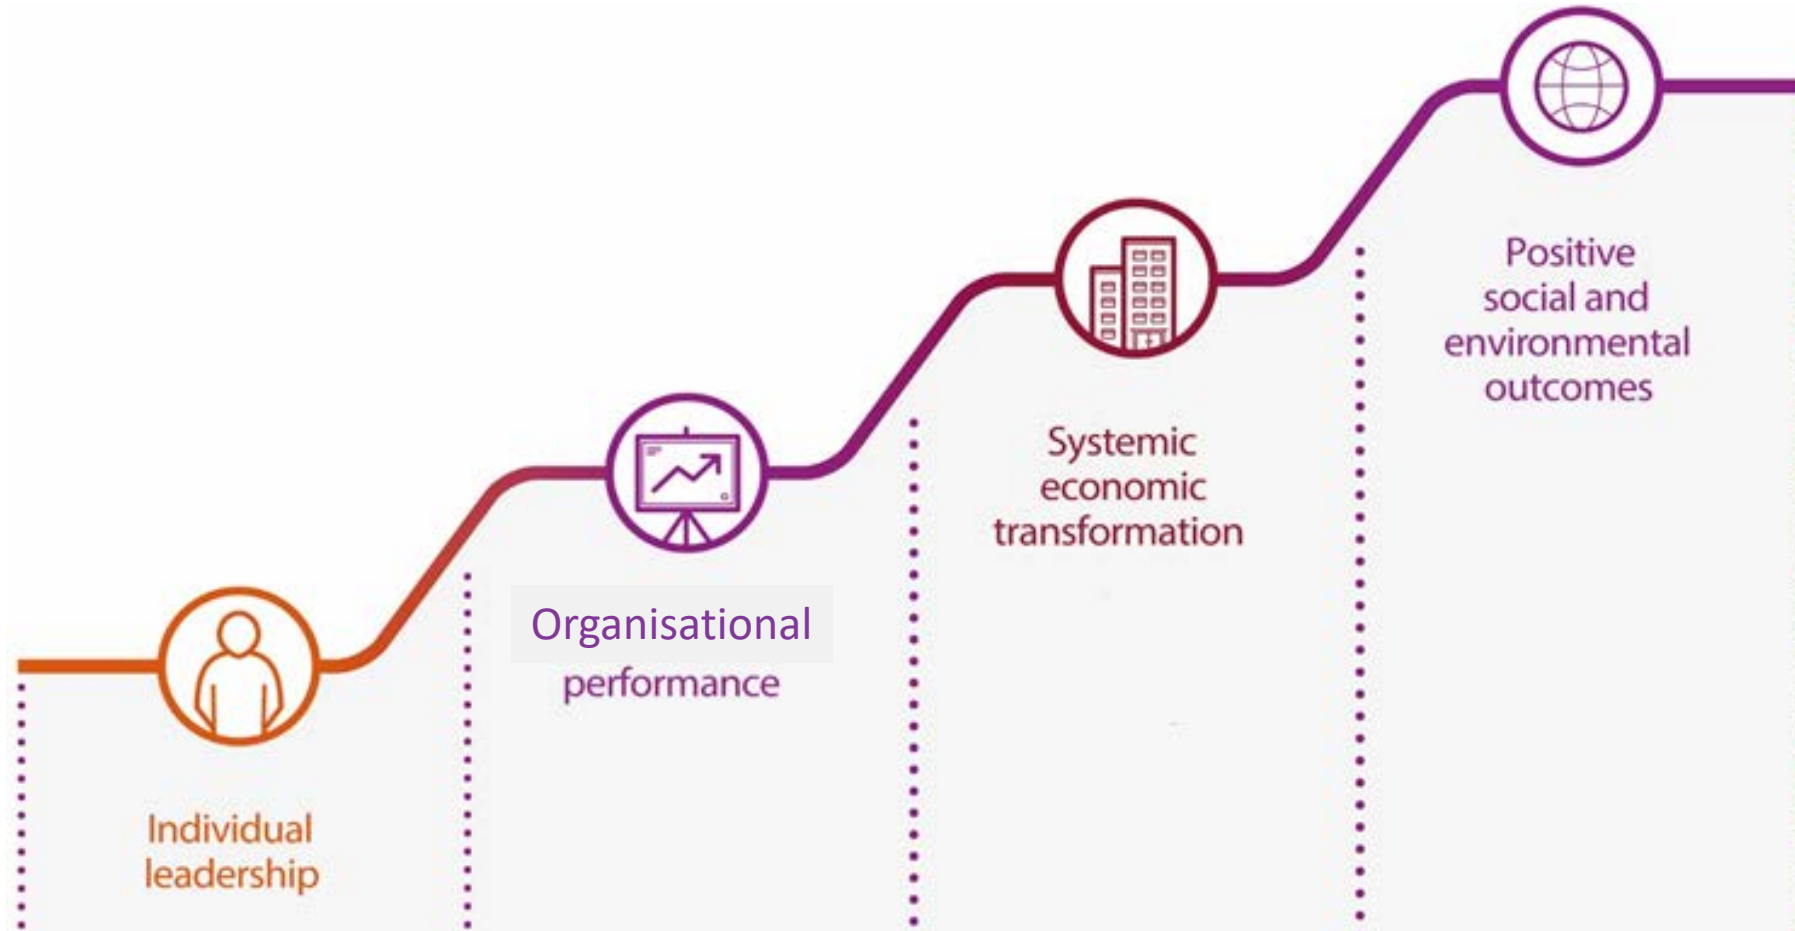 Individual
leadership
Organisational
performance
Systemic
economic
transformation
Positive
social and
environmental
outcomes